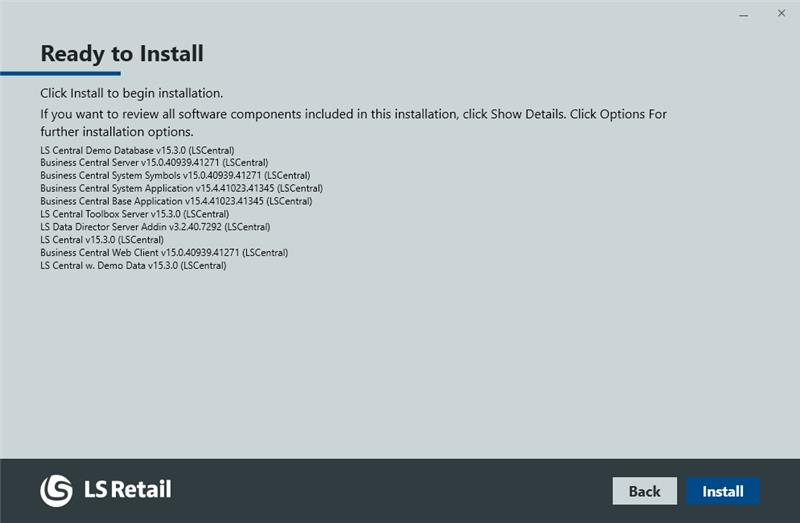 Ready to Install
Click Install to begin installation.
If you want to review all software components included in this installation, click Show Details. Click Options For
further installation options.
LS Central Demo Database v15.3.0 (LSCentral)
Business Central Server v15.0.40939.41271 (LSCentral)
Business Central System Symbols v15.0.40939.41271 (LSCentral)
Business Central System Application v15.4.41023.41345 (LSCentral)
Business Central Base Application v15.4.41023.41345 (LSCentral)
LS Central Toolbox Server v15.3.0 (LSCentral)
LS Data Director Server Addin v3.2.40.7292 (LSCentral)
LS Central v15.3.0 (LSCentral)
Business Central Web Client v15.0.40939.41271 (LSCentral)
LS Central w. Demo Data v15.3.0 (LSCentral)
LS Retail
Back
Install